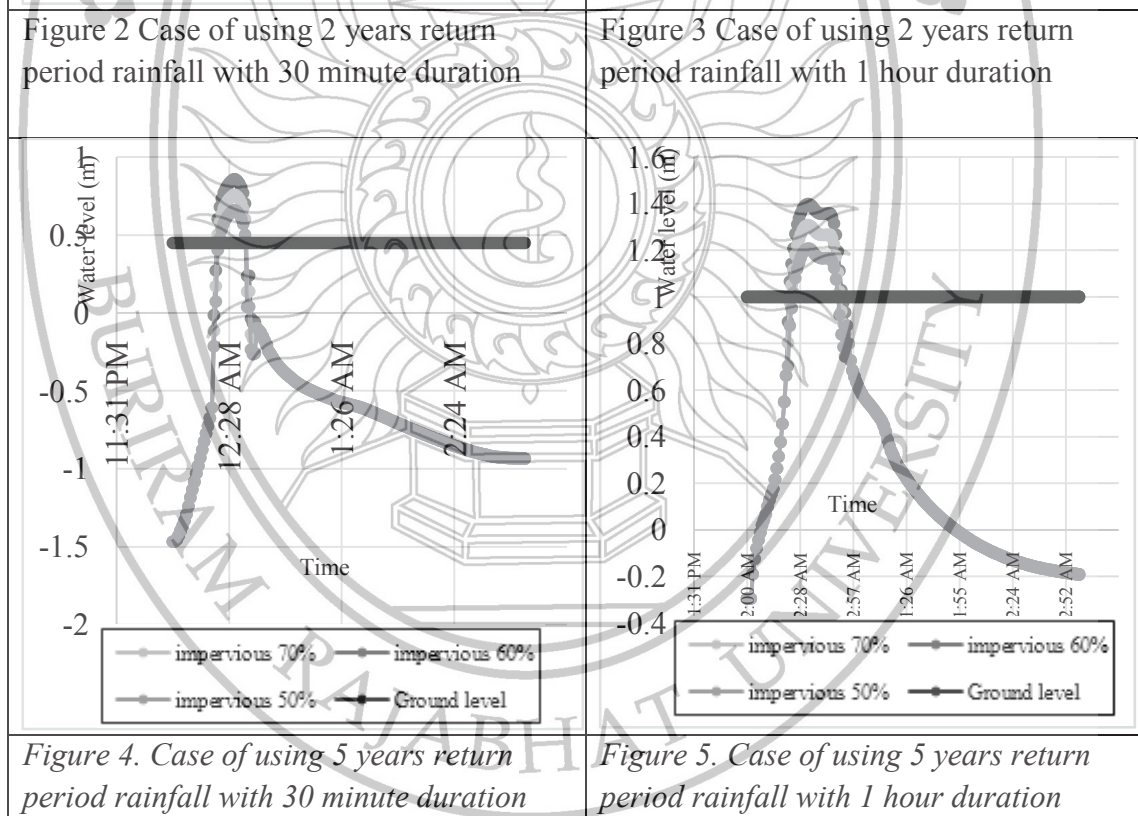 Figure 2 Case of using 2 years return
period rainfall with 30 minute duration
Figure 3 Case of using 2 years return
period rainfall with 1 hour duration
Water level (m)
1
0.5
0
-0.5
-1
-1.5
-2
11:31 PM
12:28 AM
1:26 AM
2:24 AM
Time
impervious 70%
impervious 60%
impervious 50%
Ground level
Water level (m)
1.6
1.4
1.2
1
0.8
0.6
0.4
0.2
0
-0.2
-0.4
1:31 PM
2:00 AM
2:28 AM
2:57 AM
1:26 AM
1:55 AM
2:24 AM
2:52 AM
Time
impervious 70%
impervious 60%
impervious 50%
Ground level
Figure 4. Case of using 5 years return
period rainfall with 30 minute duration
Figure 5. Case of using 5 years return
period rainfall with 1 hour duration
BURIRAM RAJABHAT UNIVERSITY